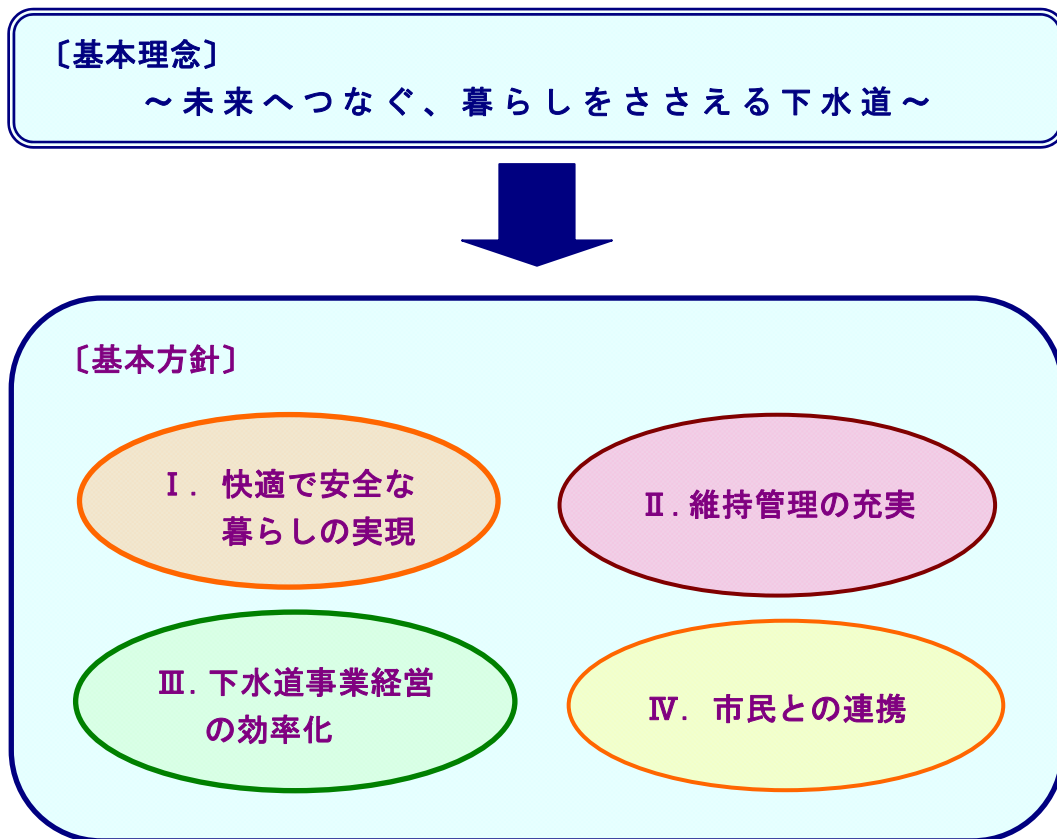 〔基本理念〕
～未来へつなぐ、暮らしをささえる下水道～
〔基本方針〕
Ⅰ．快適で安全な
暮らしの実現
Ⅱ．維持管理の充実
Ⅲ．下水道事業経営
の効率化
Ⅳ．市民との連携